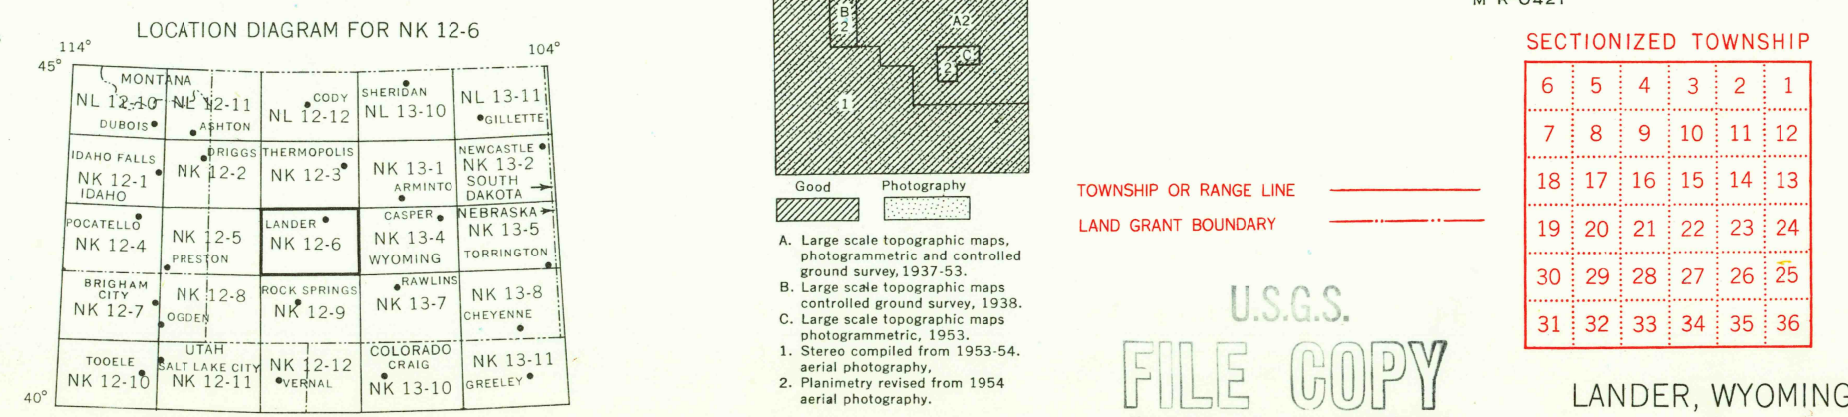 LOCATION DIAGRAM FOR NK 12-6
114° 104°
45°
MONTANA
NL 12-10 NL 12-11
DUBOIS ASHTON
CODY
NL 12-12
SHERIDAN
NL 13-10
NL 13-11
GILLETTE
IDAHO FALLS
NK 12-1
IDAHO
DRIGGS
NK 12-2
THERMOPOLIS
NK 12-3
NK 13-1
ARMINTO
NEWCASTLE
NK 13-2
SOUTH
DAKOTA
POCATELLO
NK 12-4
NK 12-5
PRESTON
LANDER
NK 12-6
CASPER
NK 13-4
WYOMING
NEBRASKA
NK 13-5
TORRINGTON
BRIGHAM
CITY
NK 12-7
NK 12-8
OGDEN
ROCK SPRINGS
NK 12-9
RAWLINS
NK 13-7
NK 13-8
CHEYENNE
TOOELE
NK 12-10
UTAH
SALT LAKE CITY
NK 12-11
NK 12-12
VERNAL
COLORADO
CRAIG
NK 13-10
NK 13-11
GREELEY
40°
B
2
A2
C
2
1
Good Photography
A. Large scale topographic maps,
photogrammetric and controlled
ground survey, 1937-53.
B. Large scale topographic maps
controlled ground survey, 1938.
C. Large scale topographic maps
photogrammetric, 1953.
1. Stereo compiled from 1953-54.
aerial photography,
2. Planimetry revised from 1954
aerial photography.
TOWNSHIP OR RANGE LINE
LAND GRANT BOUNDARY
U.S.G.S.
FILE COPY
SECTIONIZED TOWNSHIP
6 5 4 3 2 1
7 8 9 10 11 12
18 17 16 15 14 13
19 20 21 22 23 24
30 29 28 27 26 25
31 32 33 34 35 36
LANDER, WYOMING